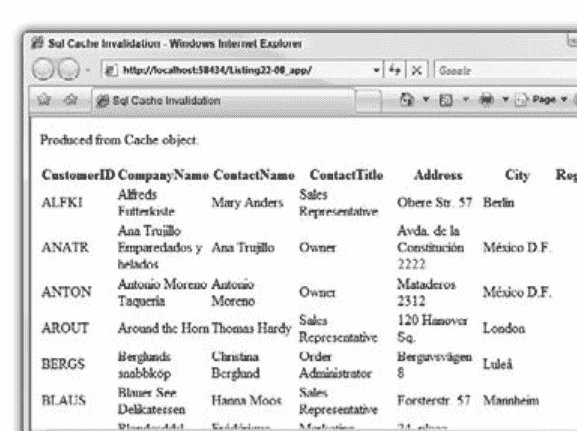 Sql Cache Invalidation - Windows Internet Explorer
http://localhost:58434/Listing22-08_app/
Google
Sql Cache Invalidation
Page
Produced from Cache object.
CustomerID CompanyName ContactName ContactTitle Address City Reg
ALFKI Alfreds Futterkiste Mary Anders Sales Representative Obere Str. 57 Berlin
ANATR Ana Trujillo Emparedados y helados Ana Trujillo Owner Avda. de la Constitución 2222 México D.F.
ANTON Antonio Moreno Taquería Antonio Moreno Owner Mataderos 2312 México D.F.
AROUT Around the Horn Thomas Hardy Sales Representative 120 Hanover Sq. London
BERGS Berglunds snabbköp Christina Berglund Order Administrator Berguvsvägen 8 Luleå
BLAUS Blauer See Delikatessen Hanna Moos Sales Representative Forsterstr. 57 Mannheim